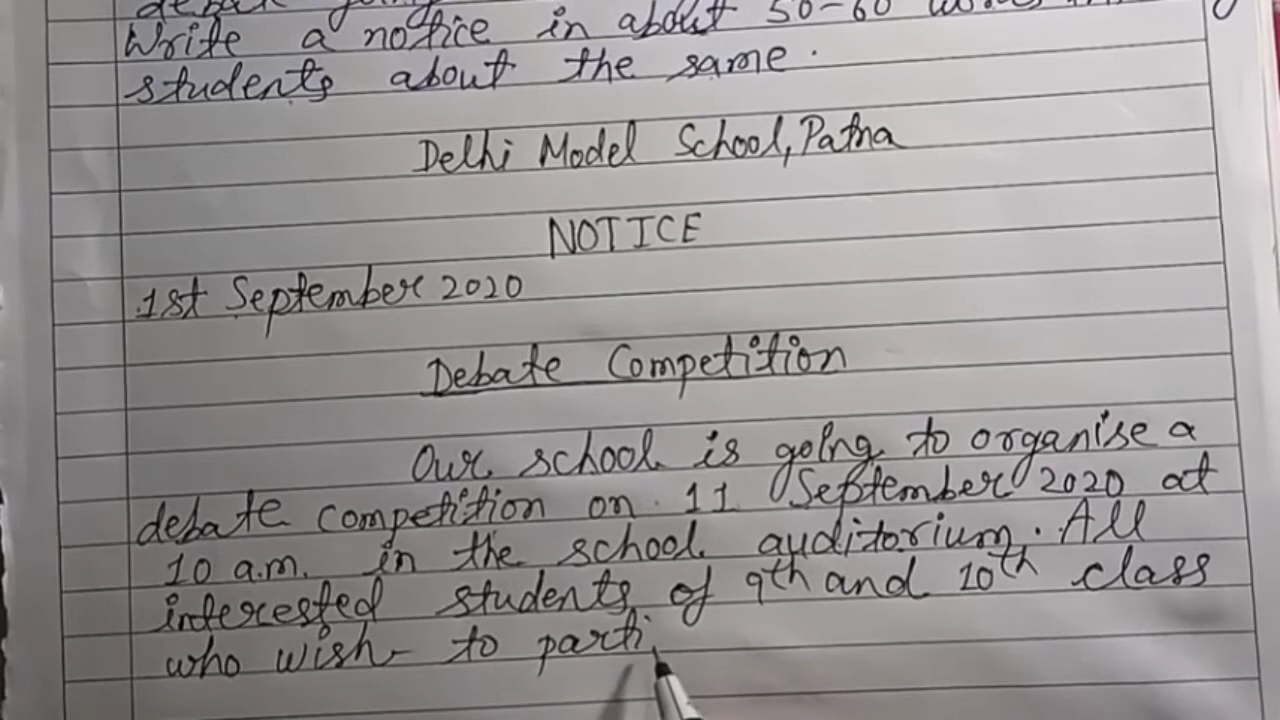 Write a notice in about 50-60 words
students about the same.
Delhi Model School, Patna
NOTICE
1st September 2020
Debate Competition
Our school is going to organise a
debate competition on 11 September 2020 at
10 a.m. in the school auditorium. All
interested students of 9th and 10th class
who wish to parti